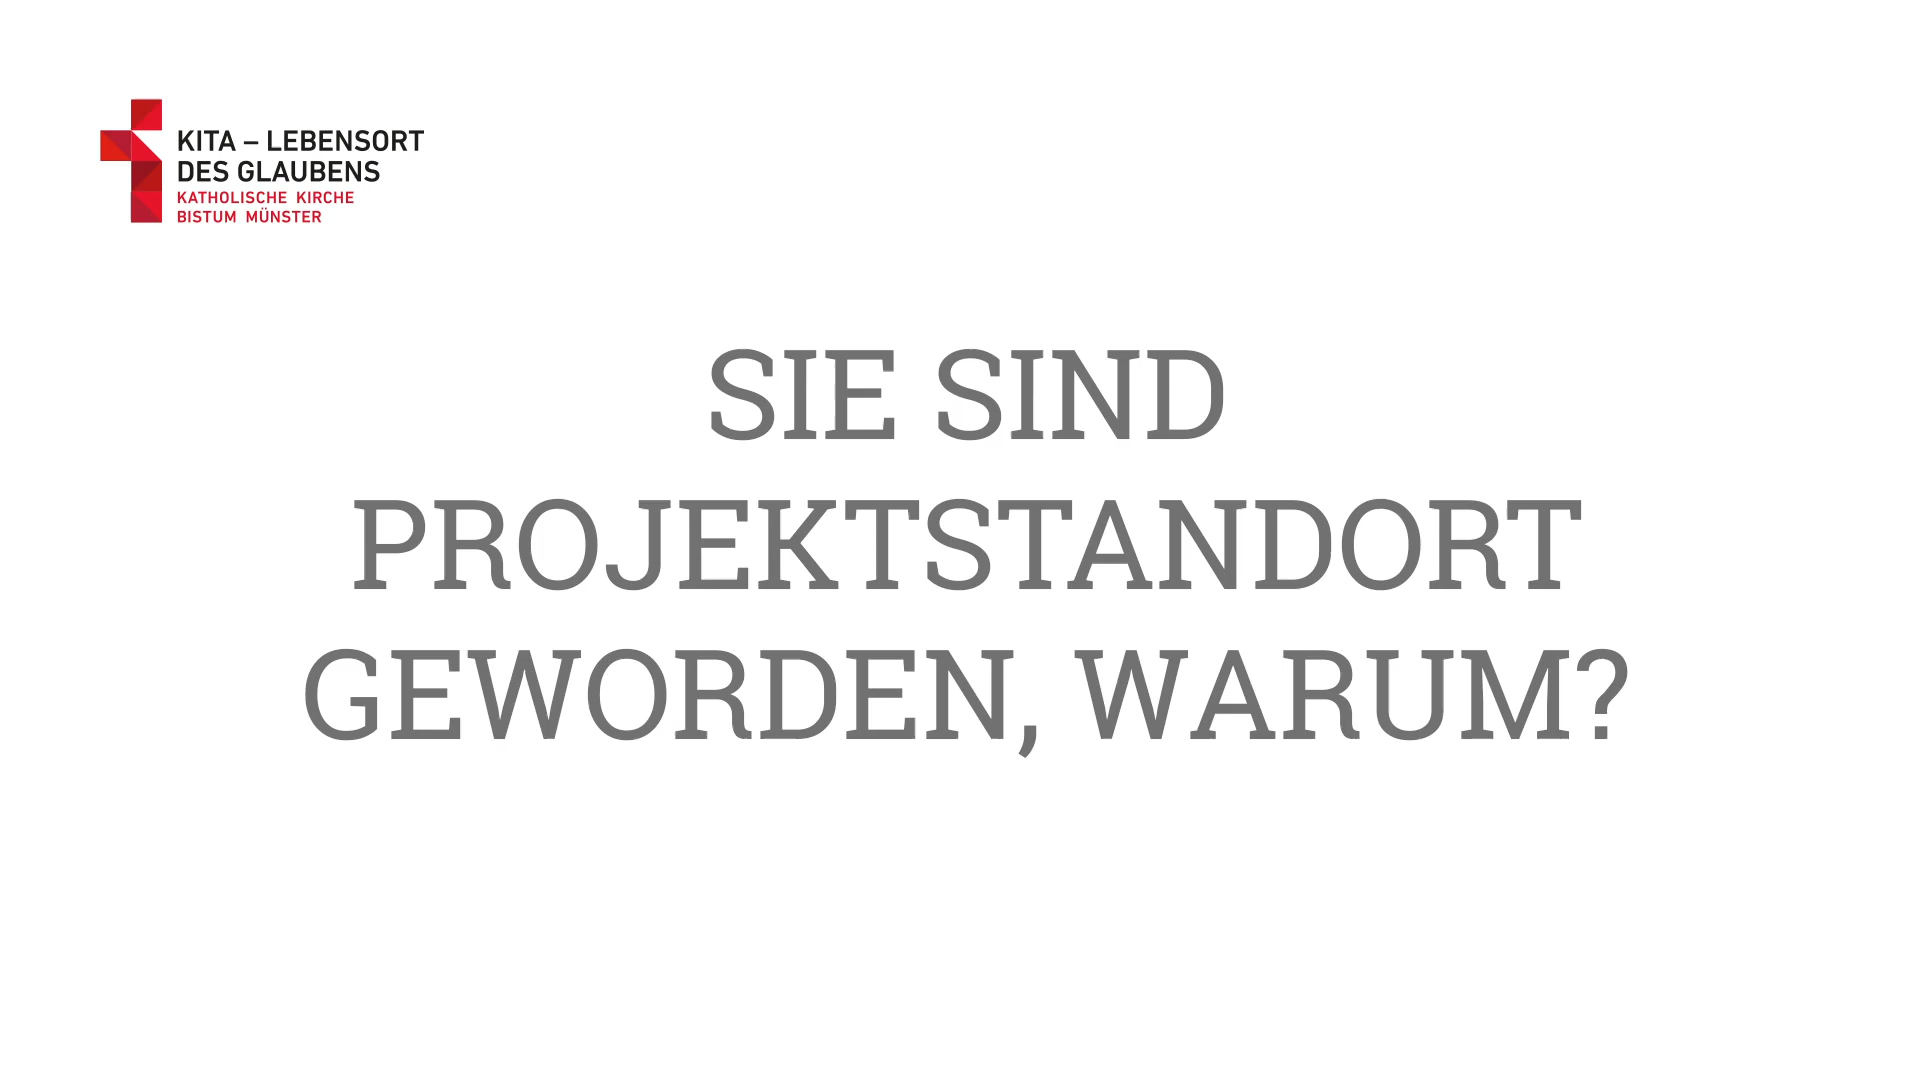 KITA – LEBENSORT
DES GLAUBENS
KATHOLISCHE KIRCHE
BISTUM MÜNSTER
SIE SIND
PROJEKTSTANDORT
GEWORDEN, WARUM?